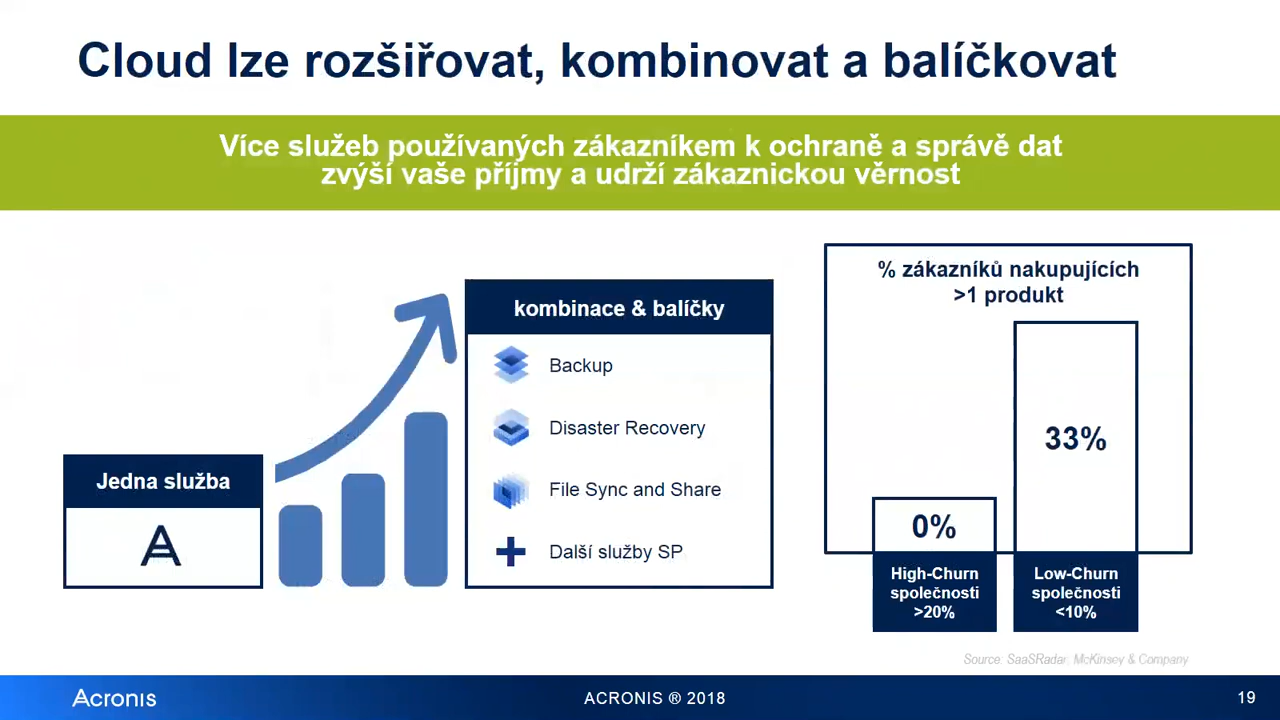 Cloud lze rozšiřovat, kombinovat a balíčkovat
Více služeb používaných zákazníkem k ochraně a správě dat
zvýší vaše příjmy a udrží zákaznickou věrnost
Jedna služba
kombinace & balíčky
Backup
Disaster Recovery
File Sync and Share
Další služby SP
% zákazníků nakupujících
>1 produkt
0%
33%
High-Churn
společnosti
>20%
Low-Churn
společnosti
<10%
Source: SaaSRadar, McKinsey & Company
Acronis
ACRONIS ® 2018
19